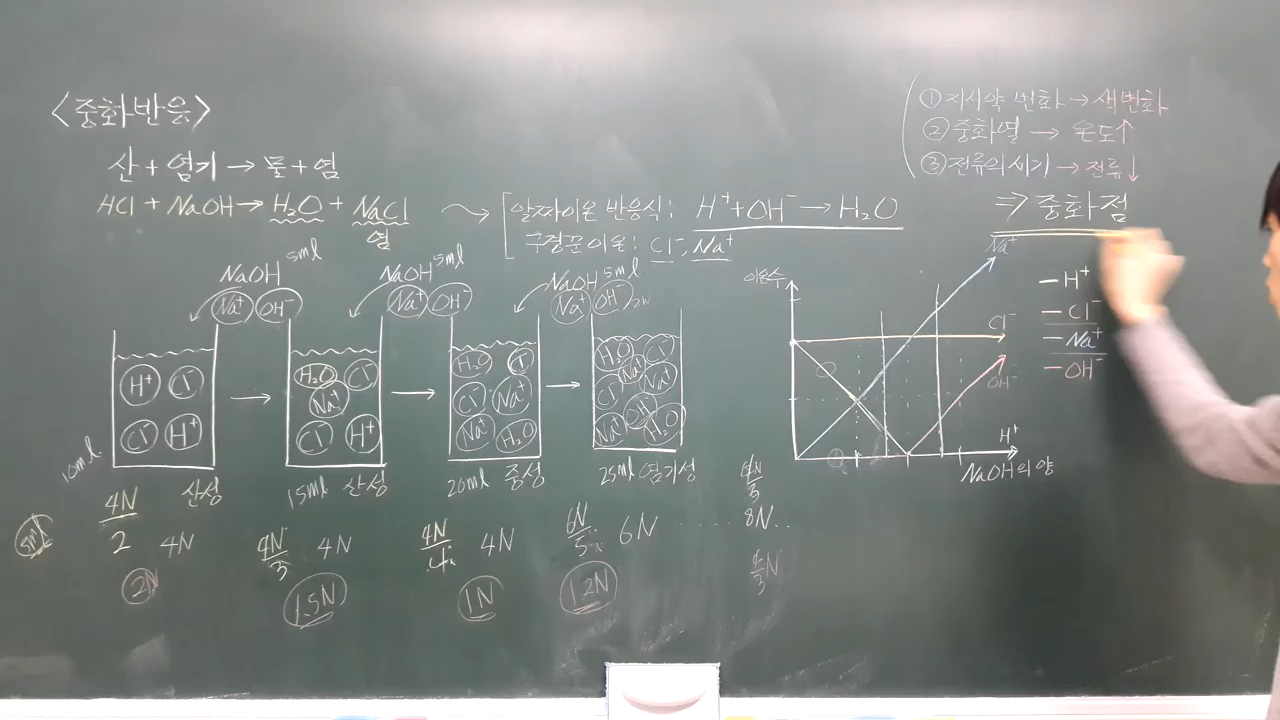 <중화반응>
산 + 염기 → 물 + 염
HCl + NaOH → H₂O + NaCl
염
알짜이온 반응식: H⁺ + OH⁻ → H₂O
구경꾼이온: Cl⁻, Na⁺
① 지시약 변화 → 색변화
② 중화열 → 온도↑
③ 전류의 세기 → 전류↓
⇒ 중화점
NaOH 5ml
Na⁺ OH⁻
NaOH 5ml
Na⁺ OH⁻
NaOH 5ml
Na⁺ OH⁻ 2N
H⁺ Cl⁻
Cl⁻ H⁺
10ml 산성
H₂O Cl⁻
Na⁺
Cl⁻ H⁺
15ml 산성
H₂O Cl⁻
Cl⁻ Na⁺
Na⁺ H₂O
20ml 중성
H₂O Cl⁻
Na⁺
Cl⁻ Na⁺
OH⁻
Na⁺ H₂O
25ml 염기성
4N/2 4N
2N
4N/3 4N
1.5N
4N/4 4N
1N
6N/5 6N
1.2N
8N
이온수
Na⁺
Cl⁻
OH⁻
H⁺
NaOH의 양
- H⁺
- Cl⁻
- Na⁺
- OH⁻